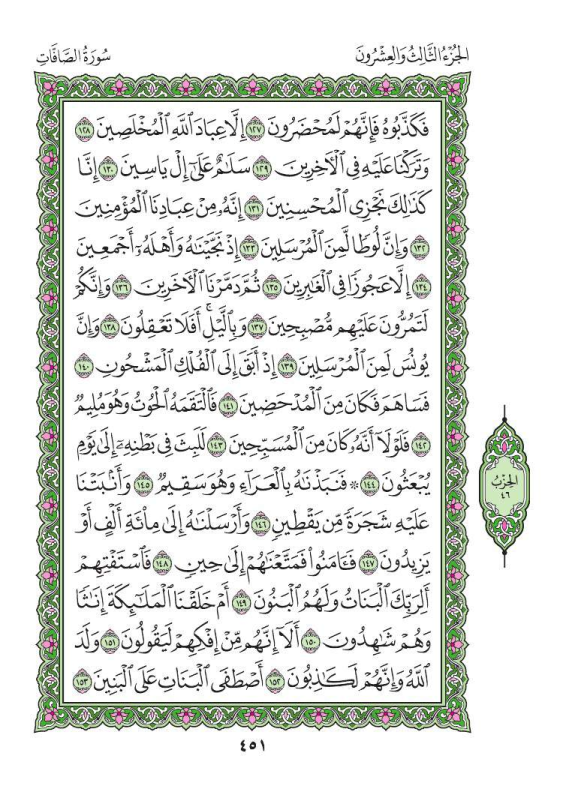 الجُزْءُ الثَّالِثُ وَالعِشْرُونَ
سُورَةُ الصَّافَّاتِ
فَكَذَّبُوهُ فَإِنَّهُمْ لَمُحْضَرُونَ ١٢٧ إِلَّا عِبَادَ ٱللَّهِ ٱلْمُخْلَصِينَ ١٢٨
وَتَرَكْنَا عَلَيْهِ فِي ٱلْأَخِرِينَ ١٢٩ سَلَٰمٌ عَلَىٰٓ إِلْ يَاسِينَ ١٣٠ إِنَّا
كَذَٰلِكَ نَجْزِي ٱلْمُحْسِنِينَ ١٣١ إِنَّهُۥ مِنْ عِبَادِنَا ٱلْمُؤْمِنِينَ
١٣٢ وَإِنَّ لُوطًا لَّمِنَ ٱلْمُرْسَلِينَ ١٣٣ إِذْ نَجَّيْنَٰهُ وَأَهْلَهُۥٓ أَجْمَعِينَ
١٣٤ إِلَّا عَجُوزًا فِي ٱلْغَٰبِرِينَ ١٣٥ ثُمَّ دَمَّرْنَا ٱلْأَخَرِينَ ١٣٦ وَإِنَّكُمْ
لَتَمُرُّونَ عَلَيْهِم مُّصْبِحِينَ ١٣٧ وَبِٱلَّيْلِۚ أَفَلَا تَعْقِلُونَ ١٣٨ وَإِنَّ
يُونُسَ لَمِنَ ٱلْمُرْسَلِينَ ١٣٩ إِذْ أَبَقَ إِلَى ٱلْفُلْكِ ٱلْمَشْحُونِ ١٤٠
فَسَاهَمَ فَكَانَ مِنَ ٱلْمُدْحَضِينَ ١٤١ فَٱلْتَقَمَهُ ٱلْحُوتُ وَهُوَ مُلِيمٌ
١٤٢ فَلَوْلَآ أَنَّهُۥ كَانَ مِنَ ٱلْمُسَبِّحِينَ ١٤٣ لَلَبِثَ فِي بَطْنِهِۦٓ إِلَىٰ يَوْمِ
يُبْعَثُونَ ١٤٤ ۞ فَنَبَذْنَٰهُ بِٱلْعَرَآءِ وَهُوَ سَقِيمٌ ١٤٥ وَأَنۢبَتْنَا
عَلَيْهِ شَجَرَةً مِّن يَقْطِينٍ ١٤٦ وَأَرْسَلْنَٰهُ إِلَىٰ مِا۟ئَةِ أَلْفٍ أَوْ
يَزِيدُونَ ١٤٧ فَـَٔامَنُوا۟ فَمَتَّعْنَٰهُمْ إِلَىٰ حِينٍ ١٤٨ فَٱسْتَفْتِهِمْ
أَلِرَبِّكَ ٱلْبَنَاتُ وَلَهُمُ ٱلْبَنُونَ ١٤٩ أَمْ خَلَقْنَا ٱلْمَلَٰٓئِكَةَ إِنَٰثًا
وَهُمْ شَٰهِدُونَ ١٥٠ أَلَآ إِنَّهُم مِّنْ إِفْكِهِمْ لَيَقُولُونَ ١٥١ وَلَدَ
ٱللَّهُ وَإِنَّهُمْ لَكَٰذِبُونَ ١٥٢ أَصْطَفَى ٱلْبَنَاتِ عَلَى ٱلْبَنِينَ ١٥٣
الحِزْبُ
٤٦
٤٥١